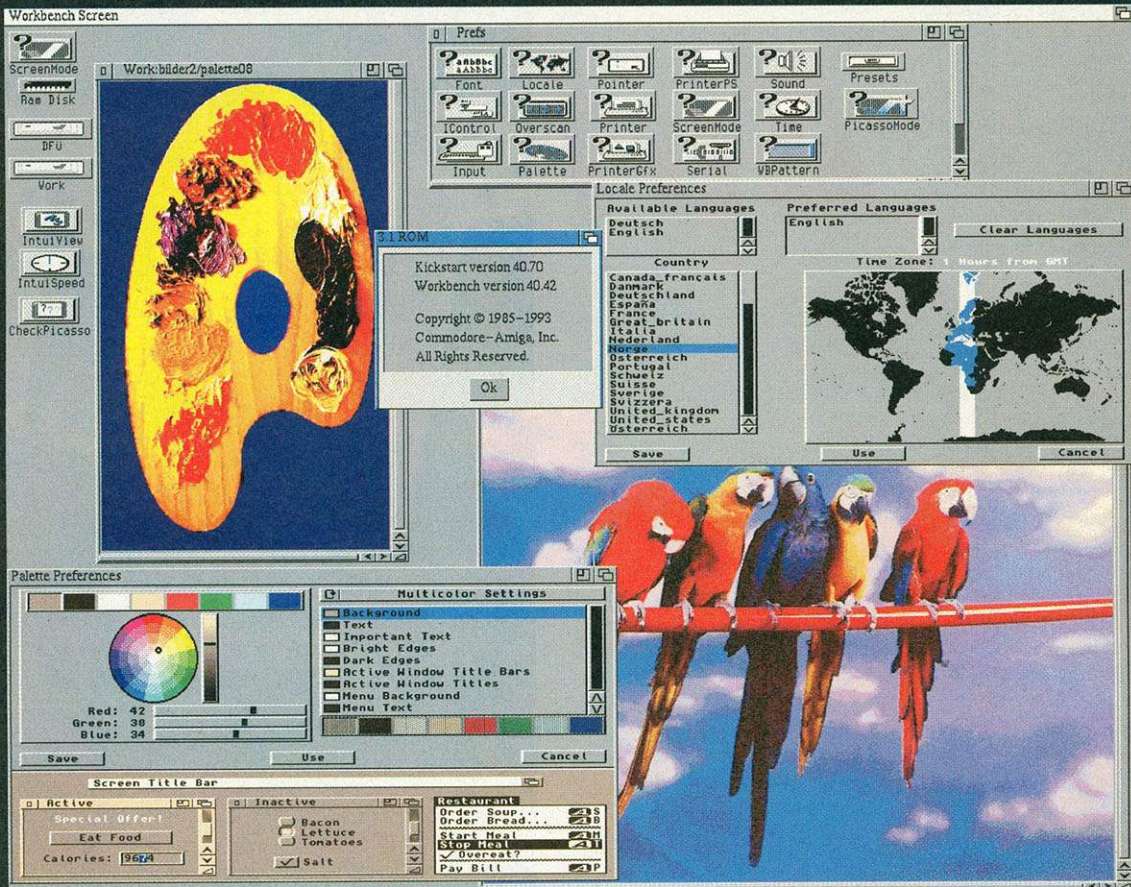 Workbench Screen
ScreenMode
Ram Disk
DF0
Work
IntuiView
IntuiSpeed
CheckPicasso
Work:bilder2/palette08
Prefs
Font
Locale
Pointer
PrinterPS
Sound
Presets
IControl
Overscan
Printer
ScreenMode
Time
PicassoMode
Input
Palette
PrinterGfx
Serial
WBPattern
3.1 ROM
Kickstart version 40.70
Workbench version 40.42
Copyright © 1985-1993
Commodore-Amiga, Inc.
All Rights Reserved.
Ok
Locale Preferences
Available Languages
Deutsch
English
Preferred Languages
English
Clear Languages
Country
Canada_français
Danmark
Deutschland
España
France
Great_britain
Italia
Nederland
Norge
Österreich
Portugal
Schweiz
Suisse
Sverige
Svizzera
United_kingdom
United_states
österreich
Time Zone: 1 Hours from GMT
Save
Use
Cancel
Palette Preferences
Red: 42
Green: 38
Blue: 34
Multicolor Settings
Background
Text
Important Text
Bright Edges
Dark Edges
Active Window Title Bars
Active Window Titles
Menu Background
Menu Text
Save
Use
Cancel
Screen Title Bar
Active
Special Offer!
Eat Food
Calories:
Inactive
Bacon
Lettuce
Tomatoes
Salt
Restaurant
Order Soup... A S
Order Bread... A B
Start Meal A M
Stop Meal A T
Overeat?
Pay Bill A P